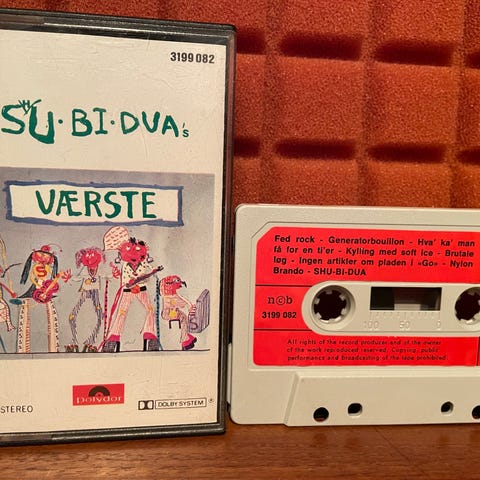 3199 082
SHU·BI·DUA's
VÆRSTE
STEREO
Polydor
DOLBY SYSTEM ®
Fed rock - Generatorbouillon - Hva' ka' man
få for en ti'er - Kylling med soft ice - Brutale
løg - Ingen artikler om pladen i «Go» - Nylon
Brando - SHU-BI-DUA
n©b
3199 082
100 50 0
All rights of the record producer and of the owner
of the work reproduced reserved. Copying, public
performance and broadcasting of the tape prohibited.